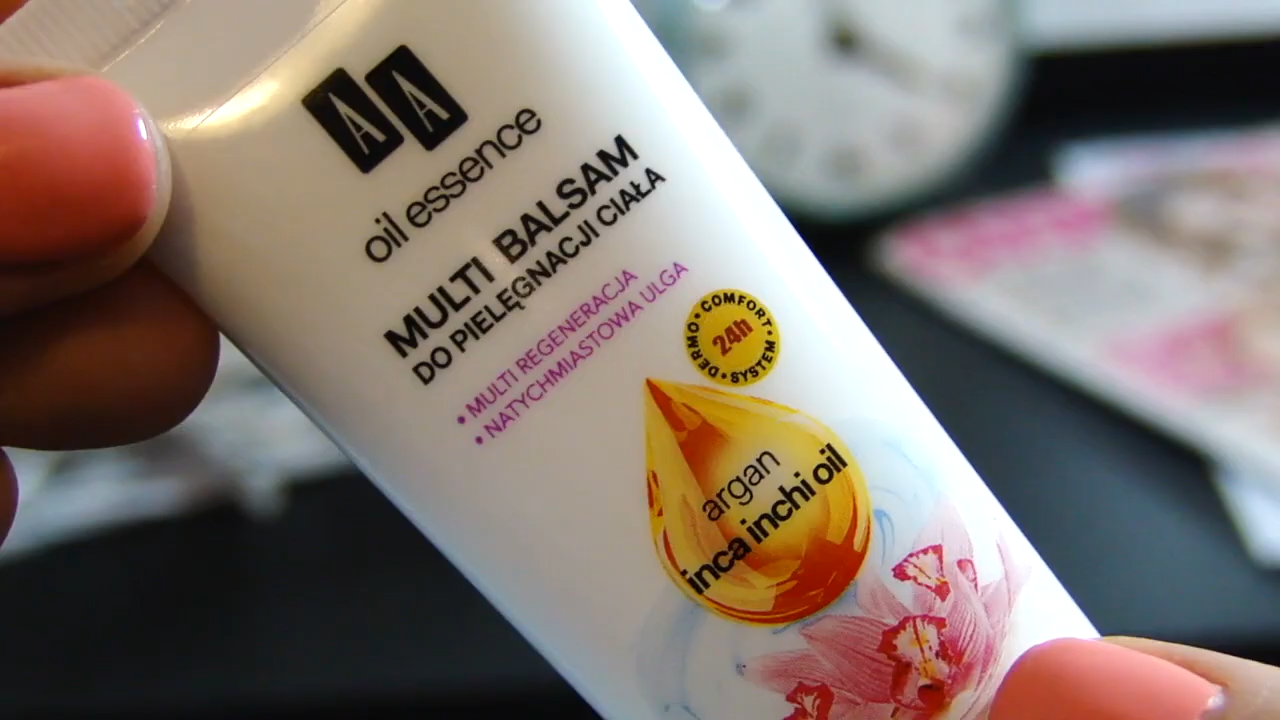 AA
oil essence
MULTI BALSAM
DO PIELĘGNACJI CIAŁA
• MULTI REGENERACJA
• NATYCHMIASTOWA ULGA
DERMO • COMFORT • SYSTEM •
24h
argan
inca inchi oil